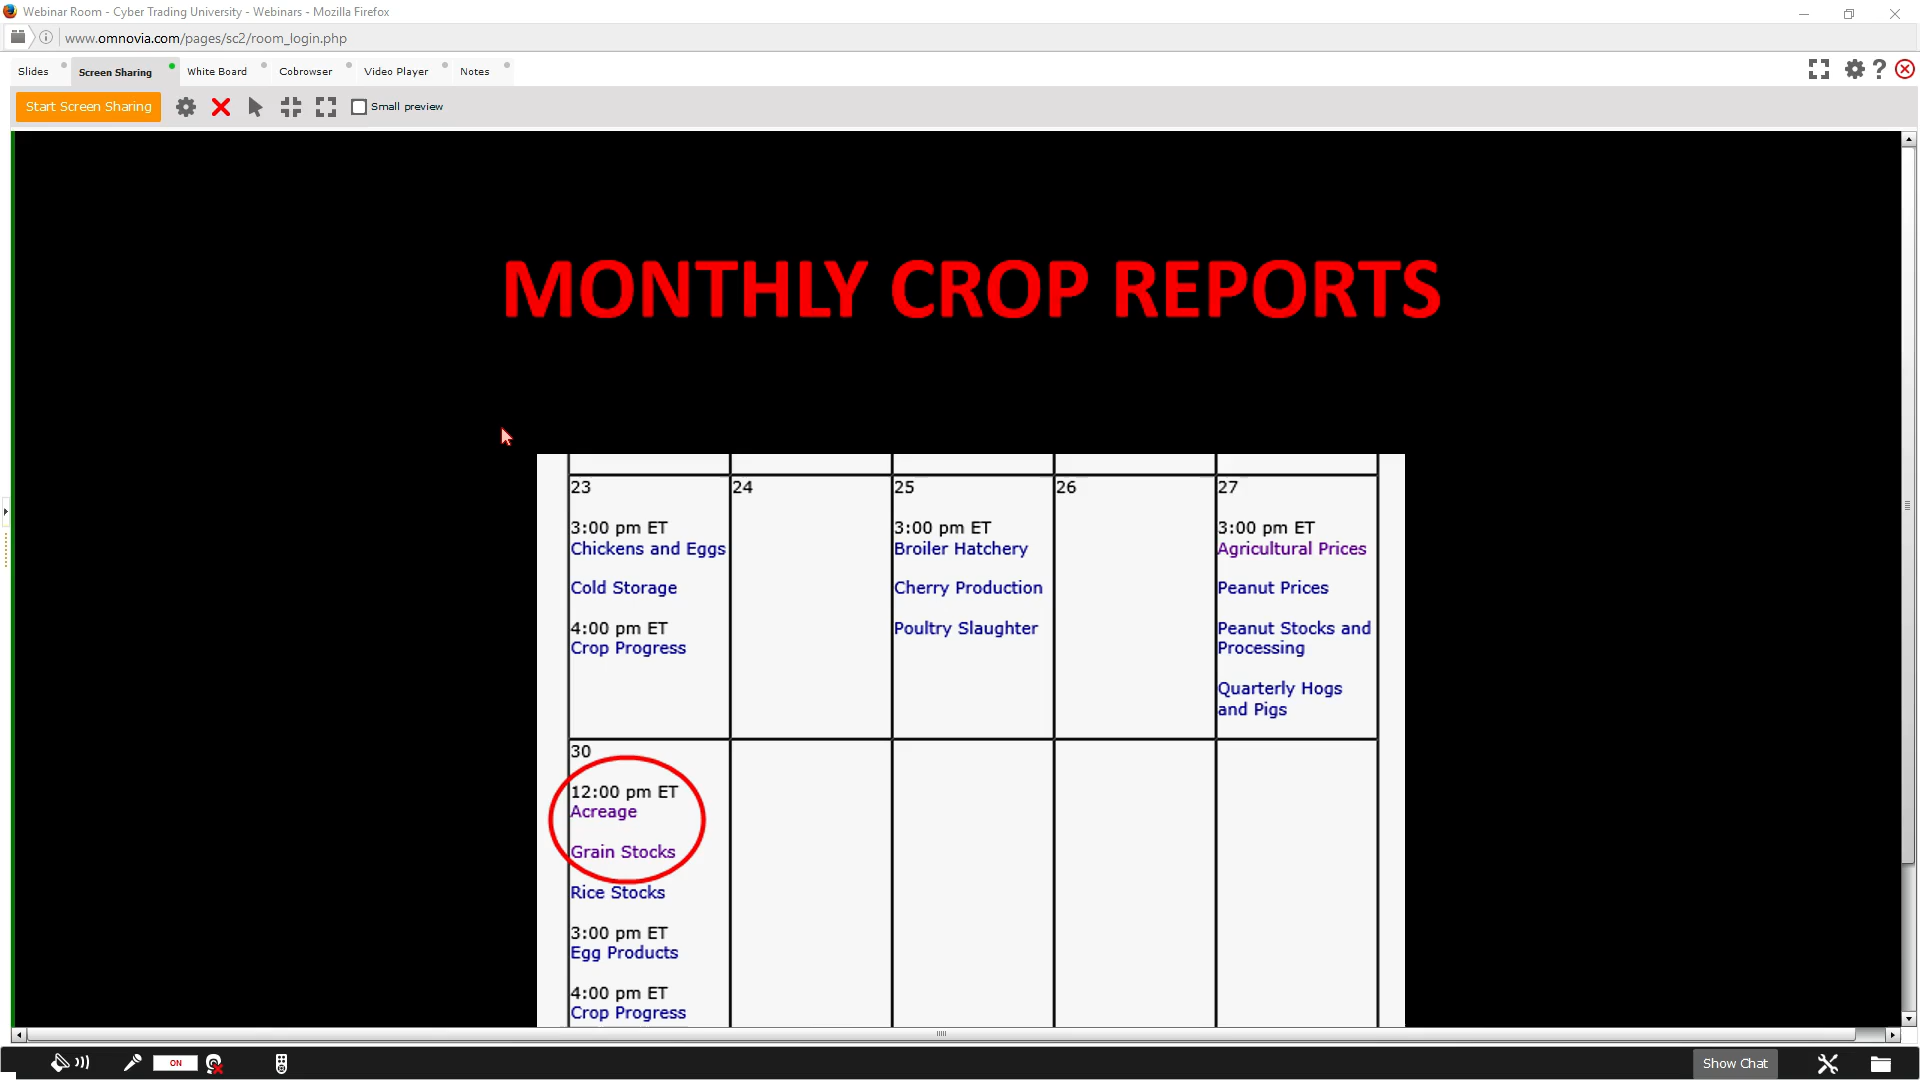 Webinar Room - Cyber Trading University - Webinars - Mozilla Firefox
www.omnovia.com/pages/sc2/room_login.php
Slides Screen Sharing White Board Cobrowser Video Player Notes
Start Screen Sharing Small preview
MONTHLY CROP REPORTS
23 24 25 26 27
3:00 pm ET 3:00 pm ET 3:00 pm ET
Chickens and Eggs Broiler Hatchery Agricultural Prices
Cold Storage Cherry Production Peanut Prices
4:00 pm ET Poultry Slaughter Peanut Stocks and
Crop Progress Processing
Quarterly Hogs
and Pigs
30
12:00 pm ET
Acreage
Grain Stocks
Rice Stocks
3:00 pm ET
Egg Products
4:00 pm ET
Crop Progress
ON Show Chat